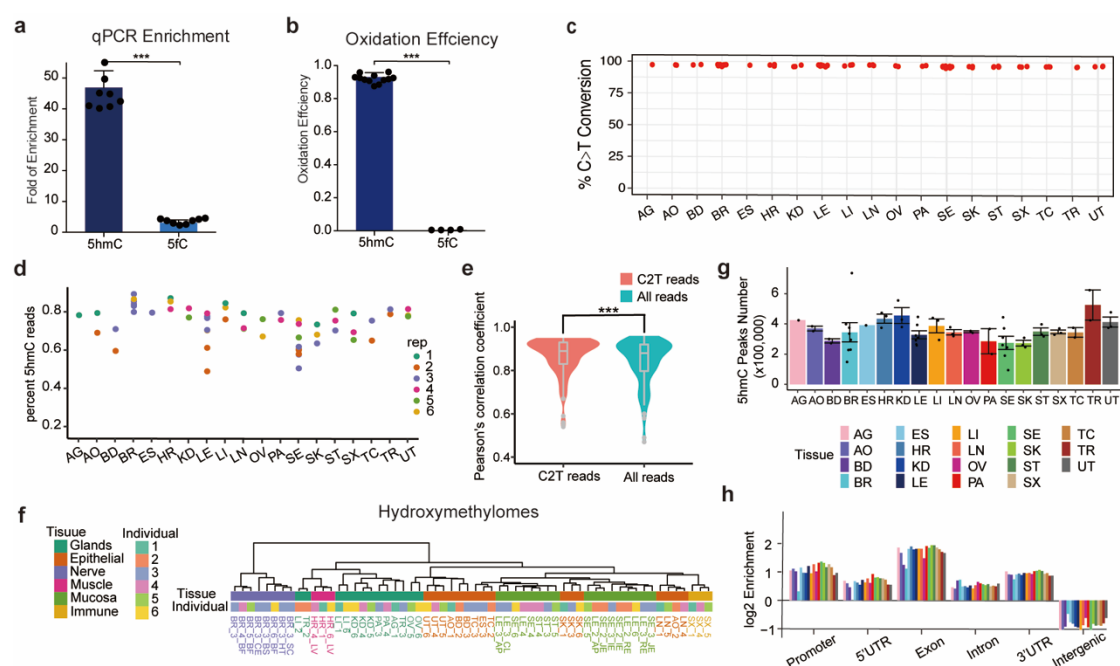 a
qPCR Enrichment
***
Fold of Enrichment
50
40
30
20
10
0
5hmC
5fC
b
Oxidation Effciency
***
Oxidation Effciency
1.0
0.8
0.6
0.4
0.2
0.0
5hmC
5fC
c
% C>T Conversion
100
75
50
25
0
AG AO BD BR ES HR KD LE LI LN OV PA SE SK ST SX TC TR UT
d
percent 5hmC reads
0.8
0.6
0.4
0.2
AG AO BD BR ES HR KD LE LI LN OV PA SE SK ST SX TC TR UT
rep
1
2
3
4
5
6
e
C2T reads
All reads
***
Pearson's correlation coefficient
1.0
0.9
0.8
0.7
0.6
0.5
C2T reads
All reads
g
5hmC Peaks Number
(x100,000)
6
4
2
0
AG AO BD BR ES HR KD LE LI LN OV PA SE SK ST SX TC TR UT
Tissue
AG ES LI SE TC
AO HR LN SK TR
BD KD OV ST UT
BR LE PA SX
f
Hydroxymethylomes
Tisuue
Glands
Epithelial
Nerve
Muscle
Mucosa
Immune
Individual
1
2
3
4
5
6
Tissue
Individual
h
log2 Enrichment
2
1
0
−1
Promoter
5'UTR
Exon
Intron
3'UTR
Intergenic